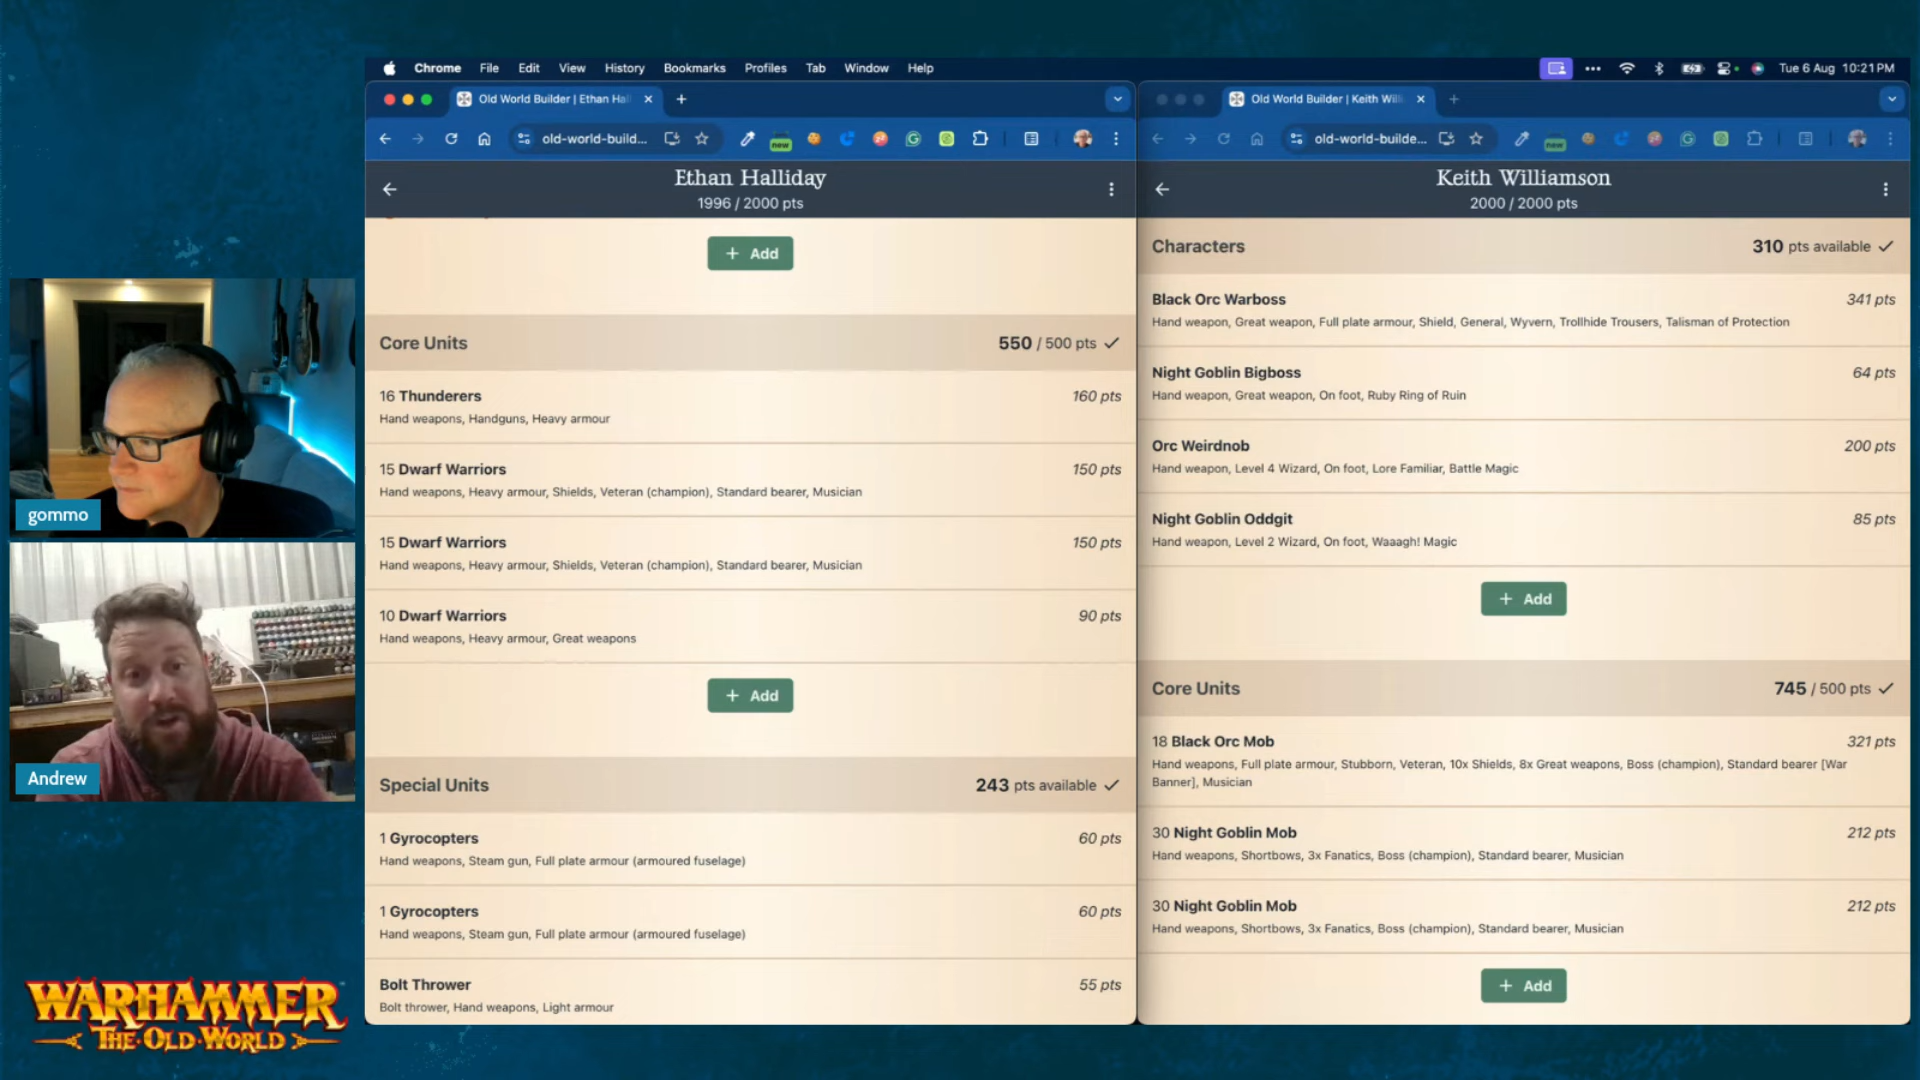 Chrome File Edit View History Bookmarks Profiles Tab Window Help
Tue 6 Aug 10:21 PM
Old World Builder | Ethan Hal
old-world-build...
new
Ethan Halliday
1996 / 2000 pts
+ Add
Core Units
550 / 500 pts
16 Thunderers
160 pts
Hand weapons, Handguns, Heavy armour
15 Dwarf Warriors
150 pts
Hand weapons, Heavy armour, Shields, Veteran (champion), Standard bearer, Musician
15 Dwarf Warriors
150 pts
Hand weapons, Heavy armour, Shields, Veteran (champion), Standard bearer, Musician
10 Dwarf Warriors
90 pts
Hand weapons, Heavy armour, Great weapons
+ Add
Special Units
243 pts available
1 Gyrocopters
60 pts
Hand weapons, Steam gun, Full plate armour (armoured fuselage)
1 Gyrocopters
60 pts
Hand weapons, Steam gun, Full plate armour (armoured fuselage)
Bolt Thrower
55 pts
Bolt thrower, Hand weapons, Light armour
Old World Builder | Keith Will
old-world-builde...
new
Keith Williamson
2000 / 2000 pts
Characters
310 pts available
Black Orc Warboss
341 pts
Hand weapon, Great weapon, Full plate armour, Shield, General, Wyvern, Trollhide Trousers, Talisman of Protection
Night Goblin Bigboss
64 pts
Hand weapon, Great weapon, On foot, Ruby Ring of Ruin
Orc Weirdnob
200 pts
Hand weapon, Level 4 Wizard, On foot, Lore Familiar, Battle Magic
Night Goblin Oddgit
85 pts
Hand weapon, Level 2 Wizard, On foot, Waaagh! Magic
+ Add
Core Units
745 / 500 pts
18 Black Orc Mob
321 pts
Hand weapons, Full plate armour, Stubborn, Veteran, 10x Shields, 8x Great weapons, Boss (champion), Standard bearer [War
Banner], Musician
30 Night Goblin Mob
212 pts
Hand weapons, Shortbows, 3x Fanatics, Boss (champion), Standard bearer, Musician
30 Night Goblin Mob
212 pts
Hand weapons, Shortbows, 3x Fanatics, Boss (champion), Standard bearer, Musician
+ Add
gommo
Andrew
WARHAMMER
THE·OLD·WORLD